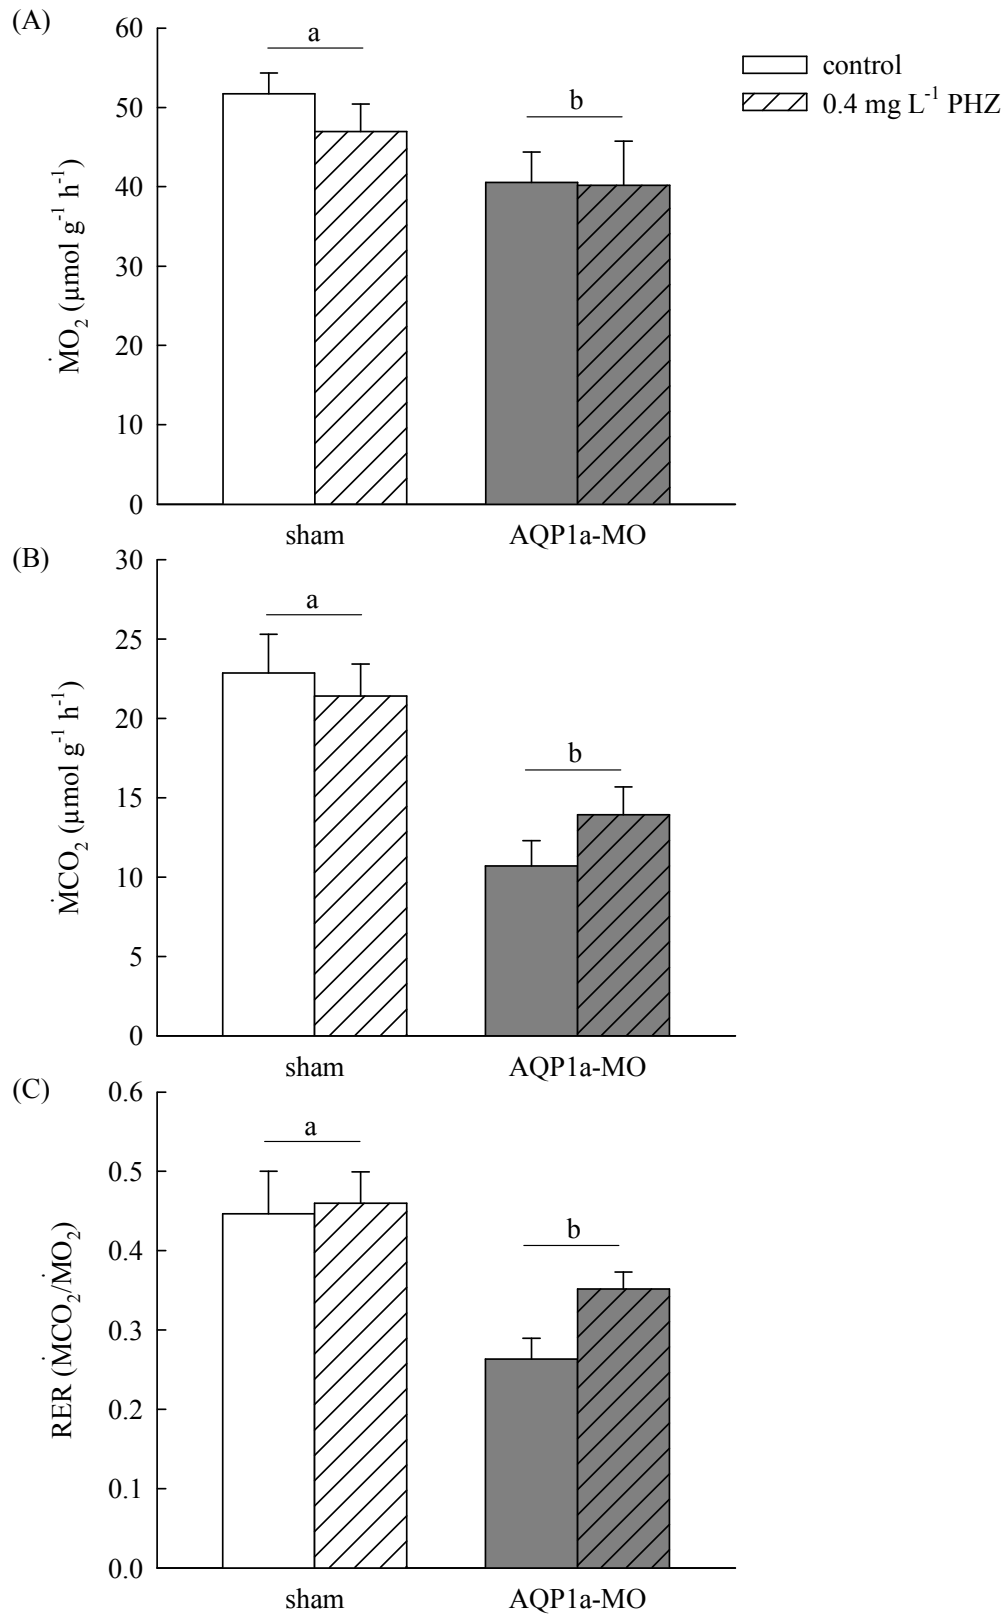 (A)
60
50
40
30
20
10
0
ṀO₂ (µmol g⁻¹ h⁻¹)
a
b
control
0.4 mg L⁻¹ PHZ
sham AQP1a-MO
(B)
30
25
20
15
10
5
0
ṀCO₂ (µmol g⁻¹ h⁻¹)
a
b
sham AQP1a-MO
(C)
0.6
0.5
0.4
0.3
0.2
0.1
0.0
RER (ṀCO₂/ṀO₂)
a
b
sham AQP1a-MO